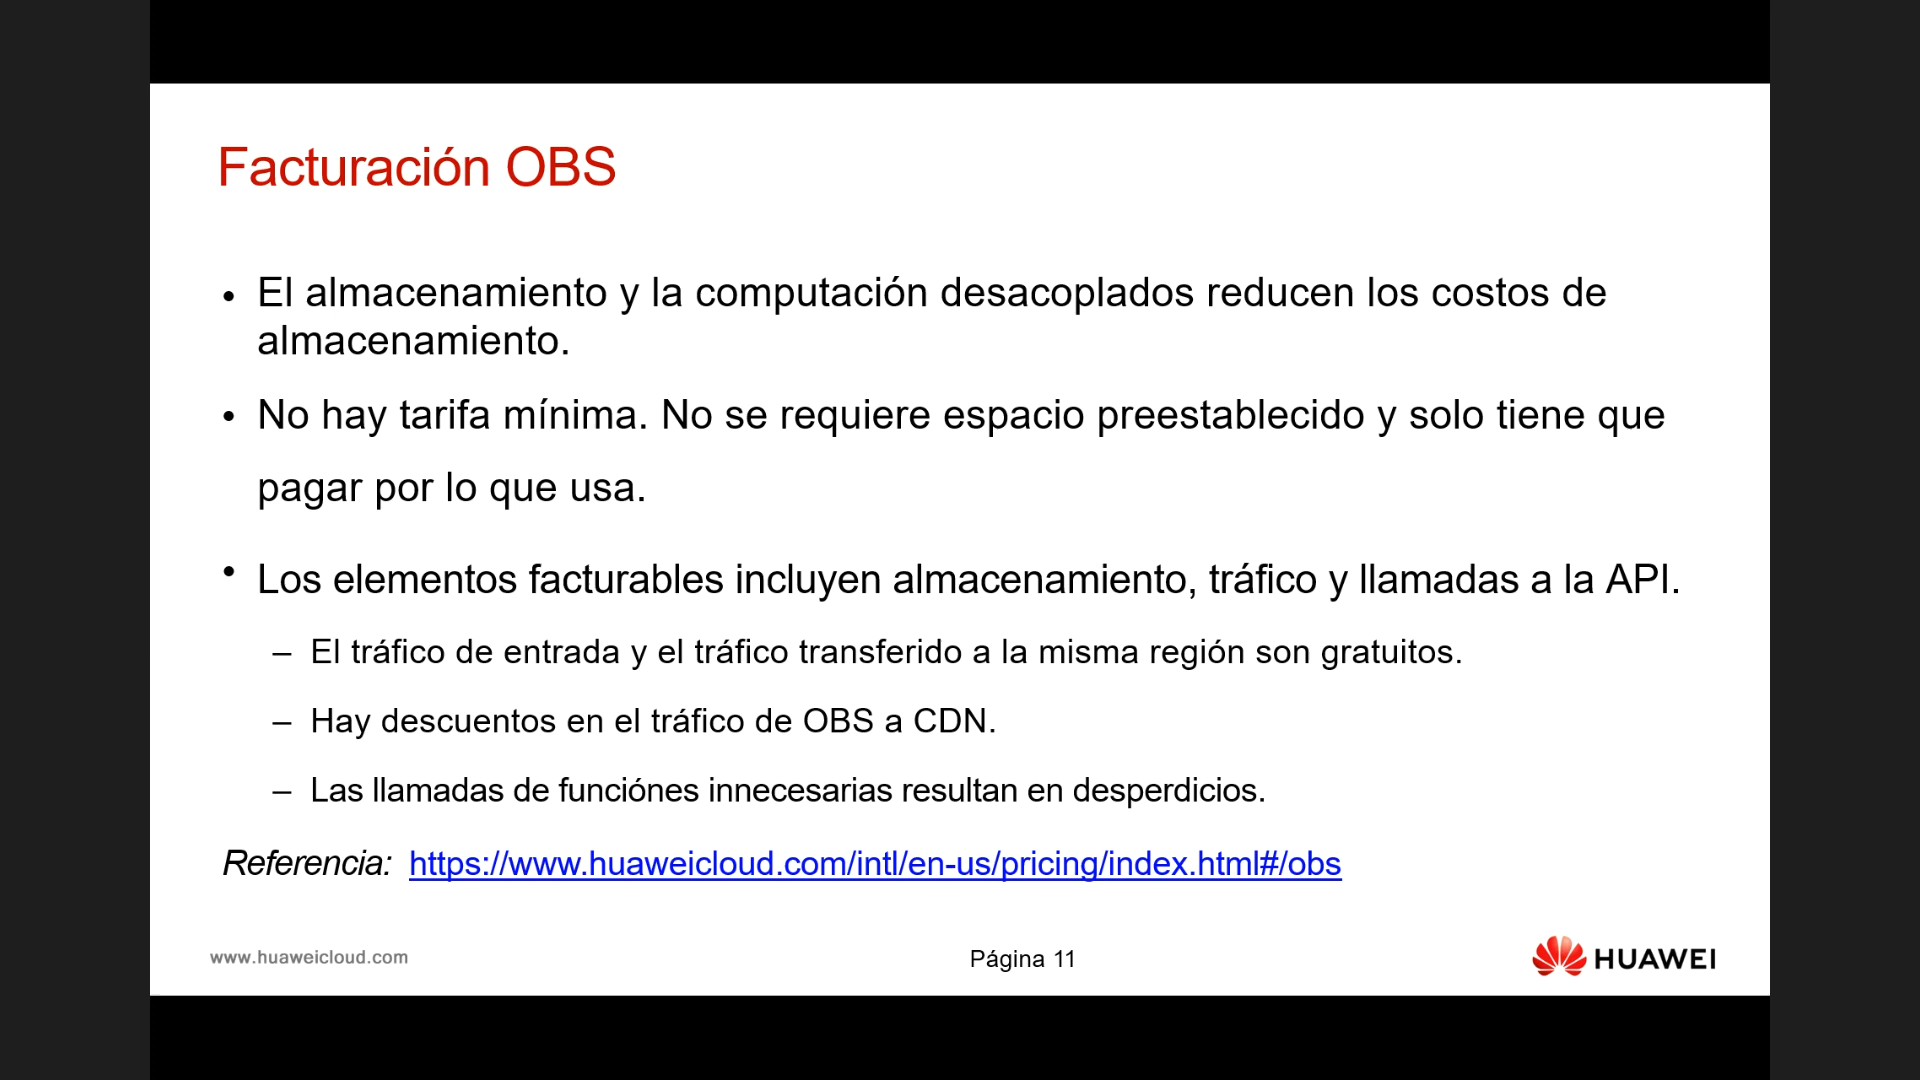 Facturación OBS
• El almacenamiento y la computación desacoplados reducen los costos de
almacenamiento.
• No hay tarifa mínima. No se requiere espacio preestablecido y solo tiene que
pagar por lo que usa.
• Los elementos facturables incluyen almacenamiento, tráfico y llamadas a la API.
– El tráfico de entrada y el tráfico transferido a la misma región son gratuitos.
– Hay descuentos en el tráfico de OBS a CDN.
– Las llamadas de funciónes innecesarias resultan en desperdicios.
Referencia: https://www.huaweicloud.com/intl/en-us/pricing/index.html#/obs
www.huaweicloud.com
Página 11
HUAWEI